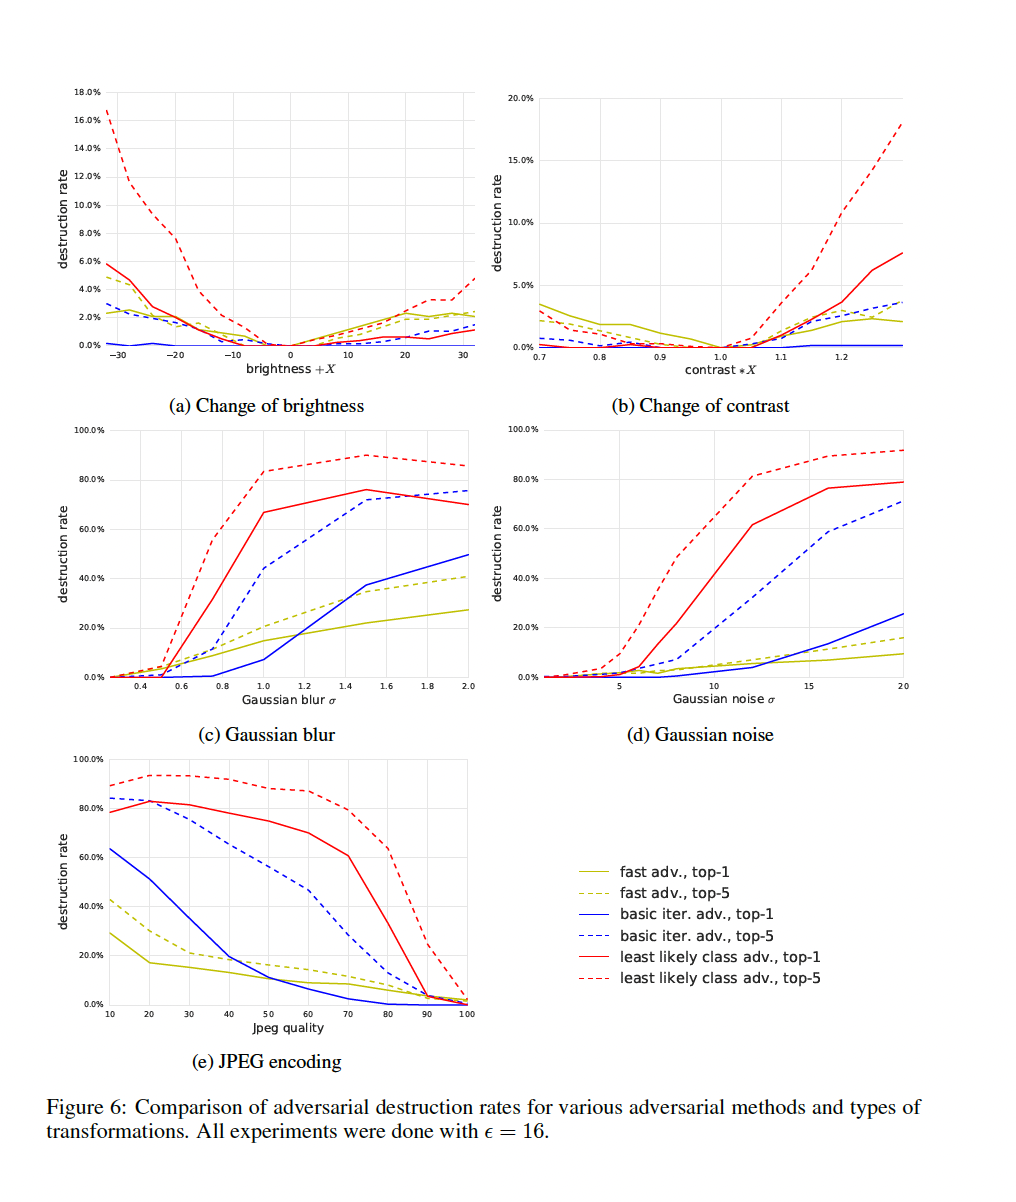 18.0%
16.0%
14.0%
12.0%
10.0%
8.0%
6.0%
4.0%
2.0%
0.0%
destruction rate
−30 −20 −10 0 10 20 30
brightness +X
(a) Change of brightness
20.0%
15.0%
10.0%
5.0%
0.0%
destruction rate
0.7 0.8 0.9 1.0 1.1 1.2
contrast ∗X
(b) Change of contrast
100.0%
80.0%
60.0%
40.0%
20.0%
0.0%
destruction rate
0.4 0.6 0.8 1.0 1.2 1.4 1.6 1.8 2.0
Gaussian blur σ
(c) Gaussian blur
100.0%
80.0%
60.0%
40.0%
20.0%
0.0%
destruction rate
5 10 15 20
Gaussian noise σ
(d) Gaussian noise
100.0%
80.0%
60.0%
40.0%
20.0%
0.0%
destruction rate
10 20 30 40 50 60 70 80 90 100
Jpeg quality
(e) JPEG encoding
fast adv., top-1
fast adv., top-5
basic iter. adv., top-1
basic iter. adv., top-5
least likely class adv., top-1
least likely class adv., top-5
Figure 6: Comparison of adversarial destruction rates for various adversarial methods and types of
transformations. All experiments were done with ϵ = 16.